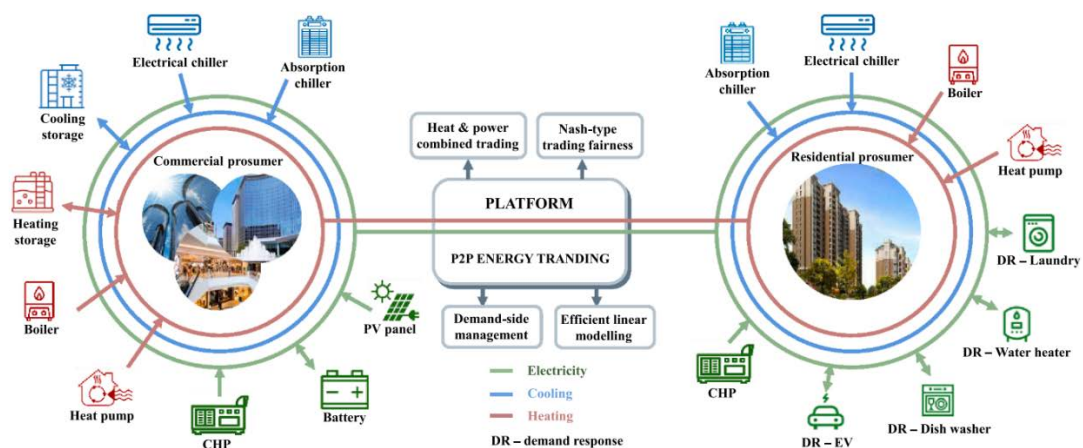 Electrical chiller
Absorption
chiller
Cooling
storage
Commercial prosumer
Heating
storage
Boiler
Heat pump
CHP
Battery
PV panel
Heat & power
combined trading
Nash-type
trading fairness
PLATFORM
P2P ENERGY TRANDING
Demand-side
management
Efficient linear
modelling
Electricity
Cooling
Heating
DR – demand response
Electrical chiller
Absorption
chiller
Boiler
Residential prosumer
Heat pump
DR – Laundry
DR – Water heater
DR – Dish washer
DR – EV
CHP